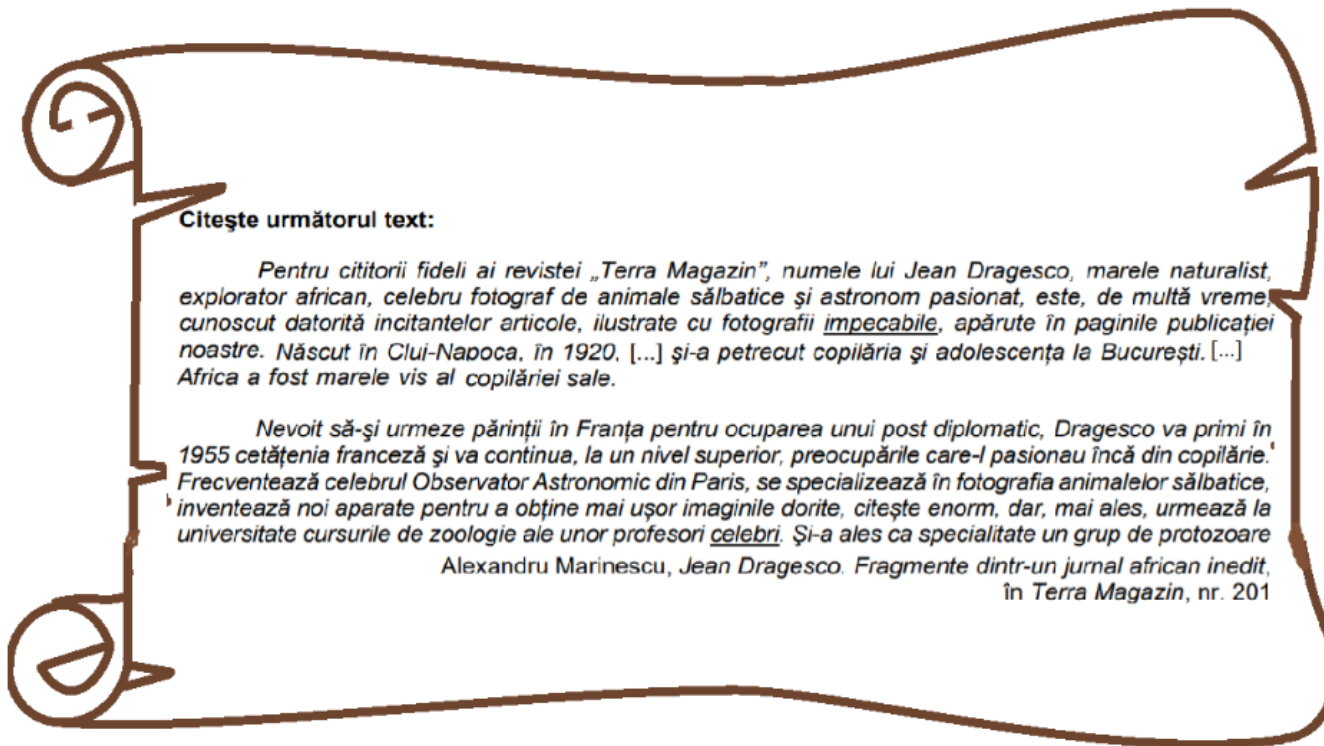 Citeşte următorul text:
Pentru cititorii fideli ai revistei „Terra Magazin”, numele lui Jean Dragesco, marele naturalist,
explorator african, celebru fotograf de animale sălbatice şi astronom pasionat, este, de multă vreme,
cunoscut datorită incitantelor articole, ilustrate cu fotografii impecabile, apărute în paginile publicaţiei
noastre. Născut în Cluj-Napoca, în 1920, [...] şi-a petrecut copilăria şi adolescenţa la Bucureşti. [...]
Africa a fost marele vis al copilăriei sale.
Nevoit să-şi urmeze părinţii în Franţa pentru ocuparea unui post diplomatic, Dragesco va primi în
1955 cetăţenia franceză şi va continua, la un nivel superior, preocupările care-l pasionau încă din copilărie.
Frecventează celebrul Observator Astronomic din Paris, se specializează în fotografia animalelor sălbatice,
inventează noi aparate pentru a obţine mai uşor imaginile dorite, citeşte enorm, dar, mai ales, urmează la
universitate cursurile de zoologie ale unor profesori celebri. Şi-a ales ca specialitate un grup de protozoare
Alexandru Marinescu, Jean Dragesco. Fragmente dintr-un jurnal african inedit,
în Terra Magazin, nr. 201